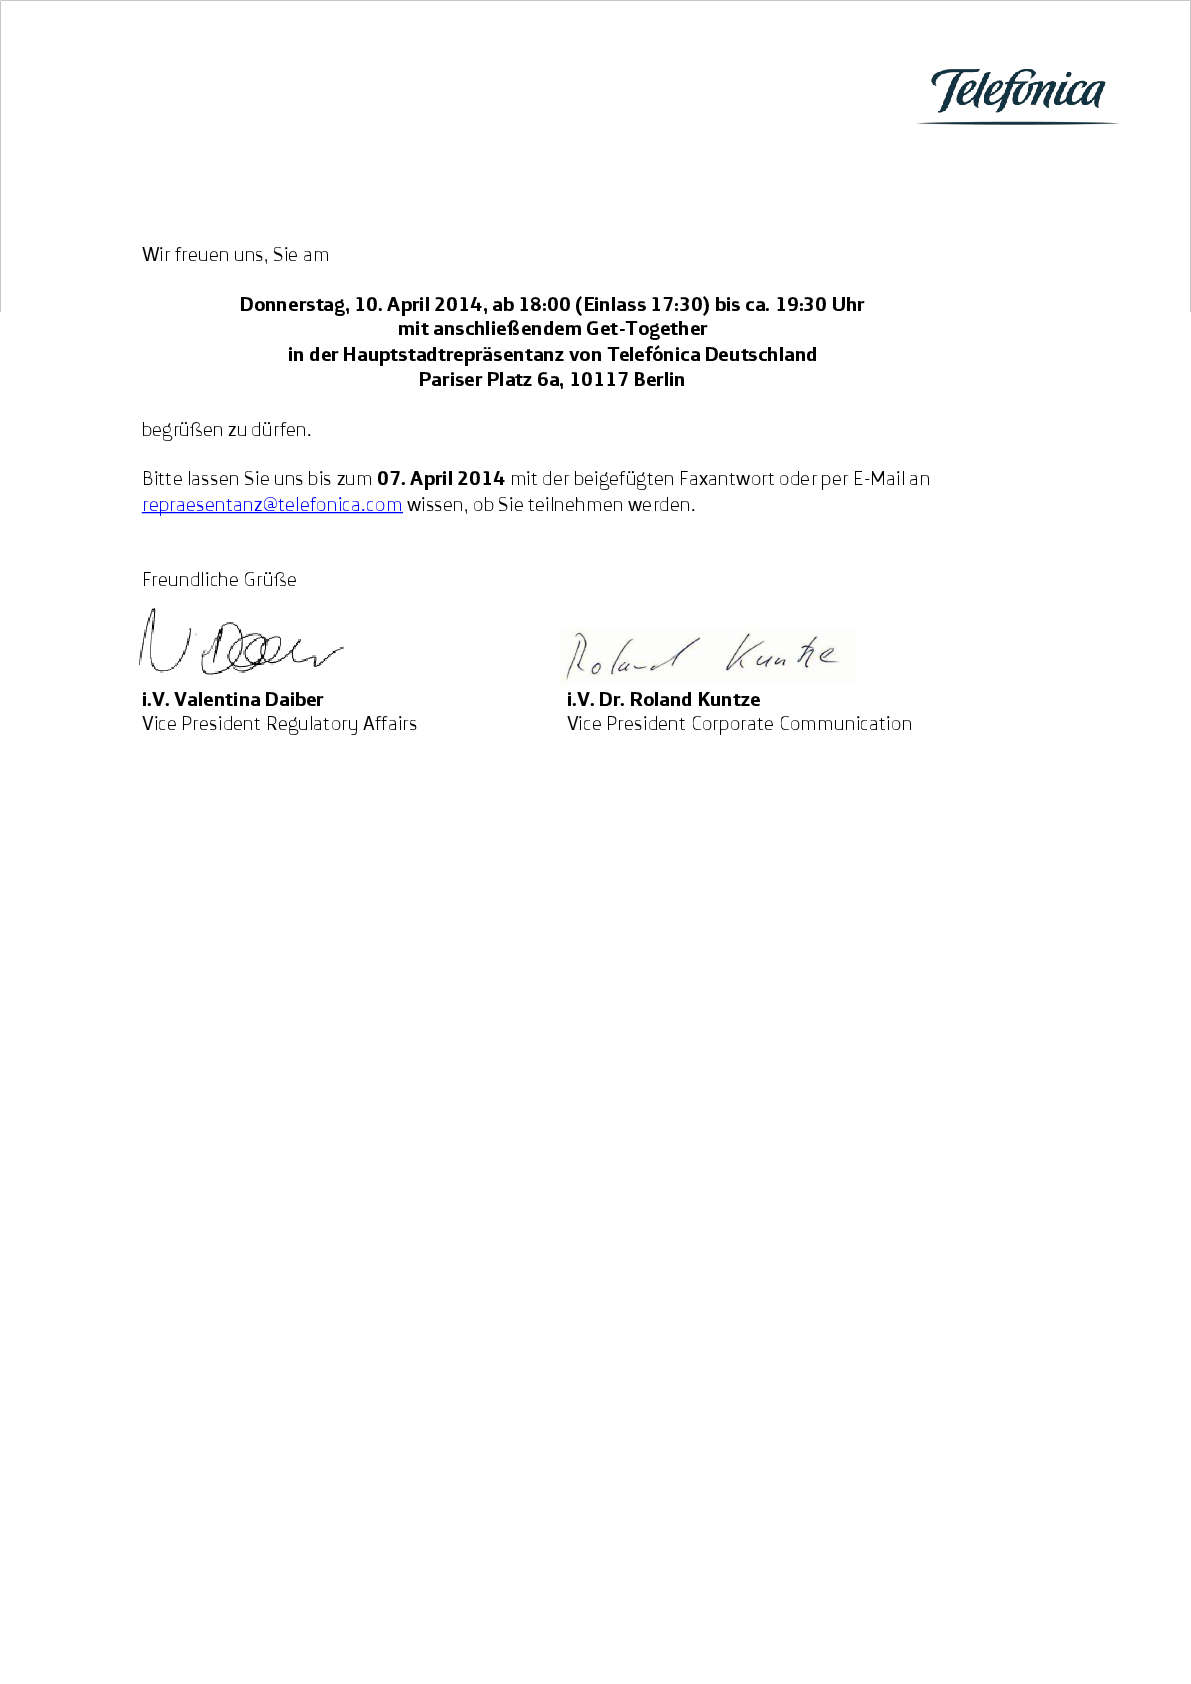 Telefónica
Wir freuen uns, Sie am
Donnerstag, 10. April 2014, ab 18:00 (Einlass 17:30) bis ca. 19:30 Uhr
mit anschließendem Get-Together
in der Hauptstadtrepräsentanz von Telefónica Deutschland
Pariser Platz 6a, 10117 Berlin
begrüßen zu dürfen.
Bitte lassen Sie uns bis zum 07. April 2014 mit der beigefügten Faxantwort oder per E-Mail an
repraesentanz@telefonica.com wissen, ob Sie teilnehmen werden.
Freundliche Grüße
Roland Kuntze
i.V. Valentina Daiber
i.V. Dr. Roland Kuntze
Vice President Regulatory Affairs
Vice President Corporate Communication